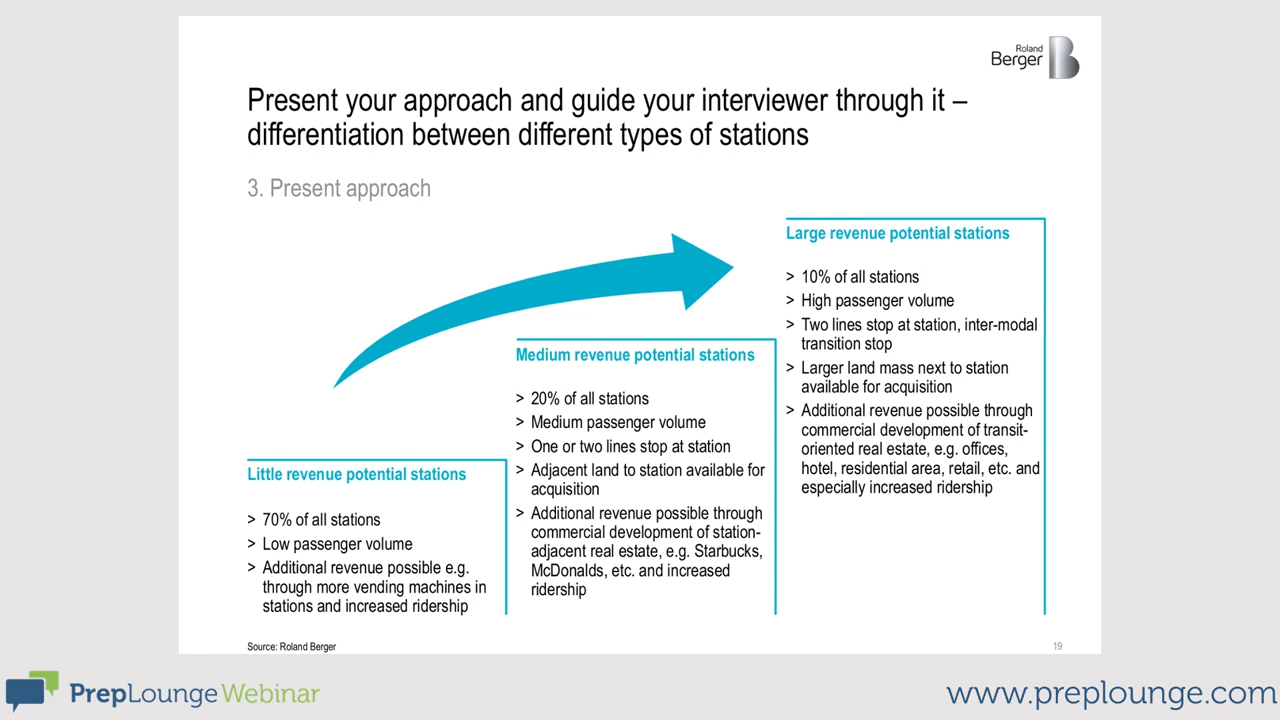 Roland
Berger
B
Present your approach and guide your interviewer through it –
differentiation between different types of stations
3. Present approach
Little revenue potential stations
> 70% of all stations
> Low passenger volume
> Additional revenue possible e.g.
through more vending machines in
stations and increased ridership
Medium revenue potential stations
> 20% of all stations
> Medium passenger volume
> One or two lines stop at station
> Adjacent land to station available for
acquisition
> Additional revenue possible through
commercial development of station-
adjacent real estate, e.g. Starbucks,
McDonalds, etc. and increased
ridership
Large revenue potential stations
> 10% of all stations
> High passenger volume
> Two lines stop at station, inter-modal
transition stop
> Larger land mass next to station
available for acquisition
> Additional revenue possible through
commercial development of transit-
oriented real estate, e.g. offices,
hotel, residential area, retail, etc. and
especially increased ridership
Source: Roland Berger
19
PrepLounge Webinar
www.preplounge.com